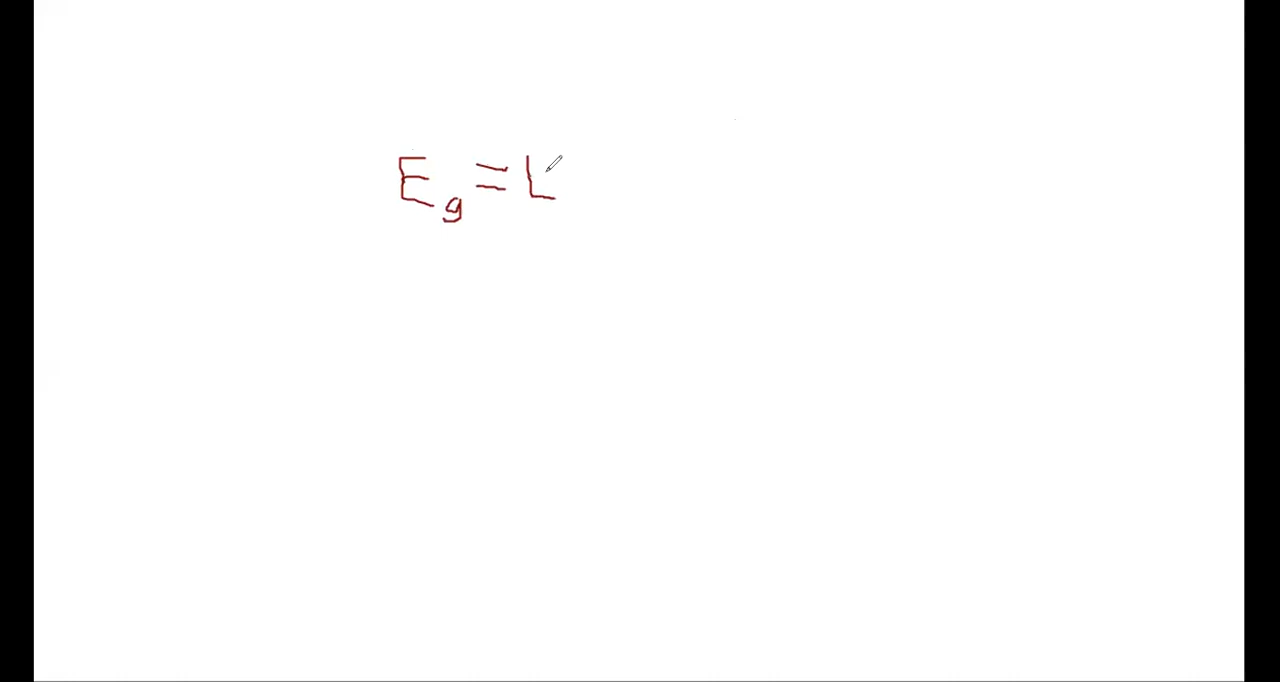 E_g = L